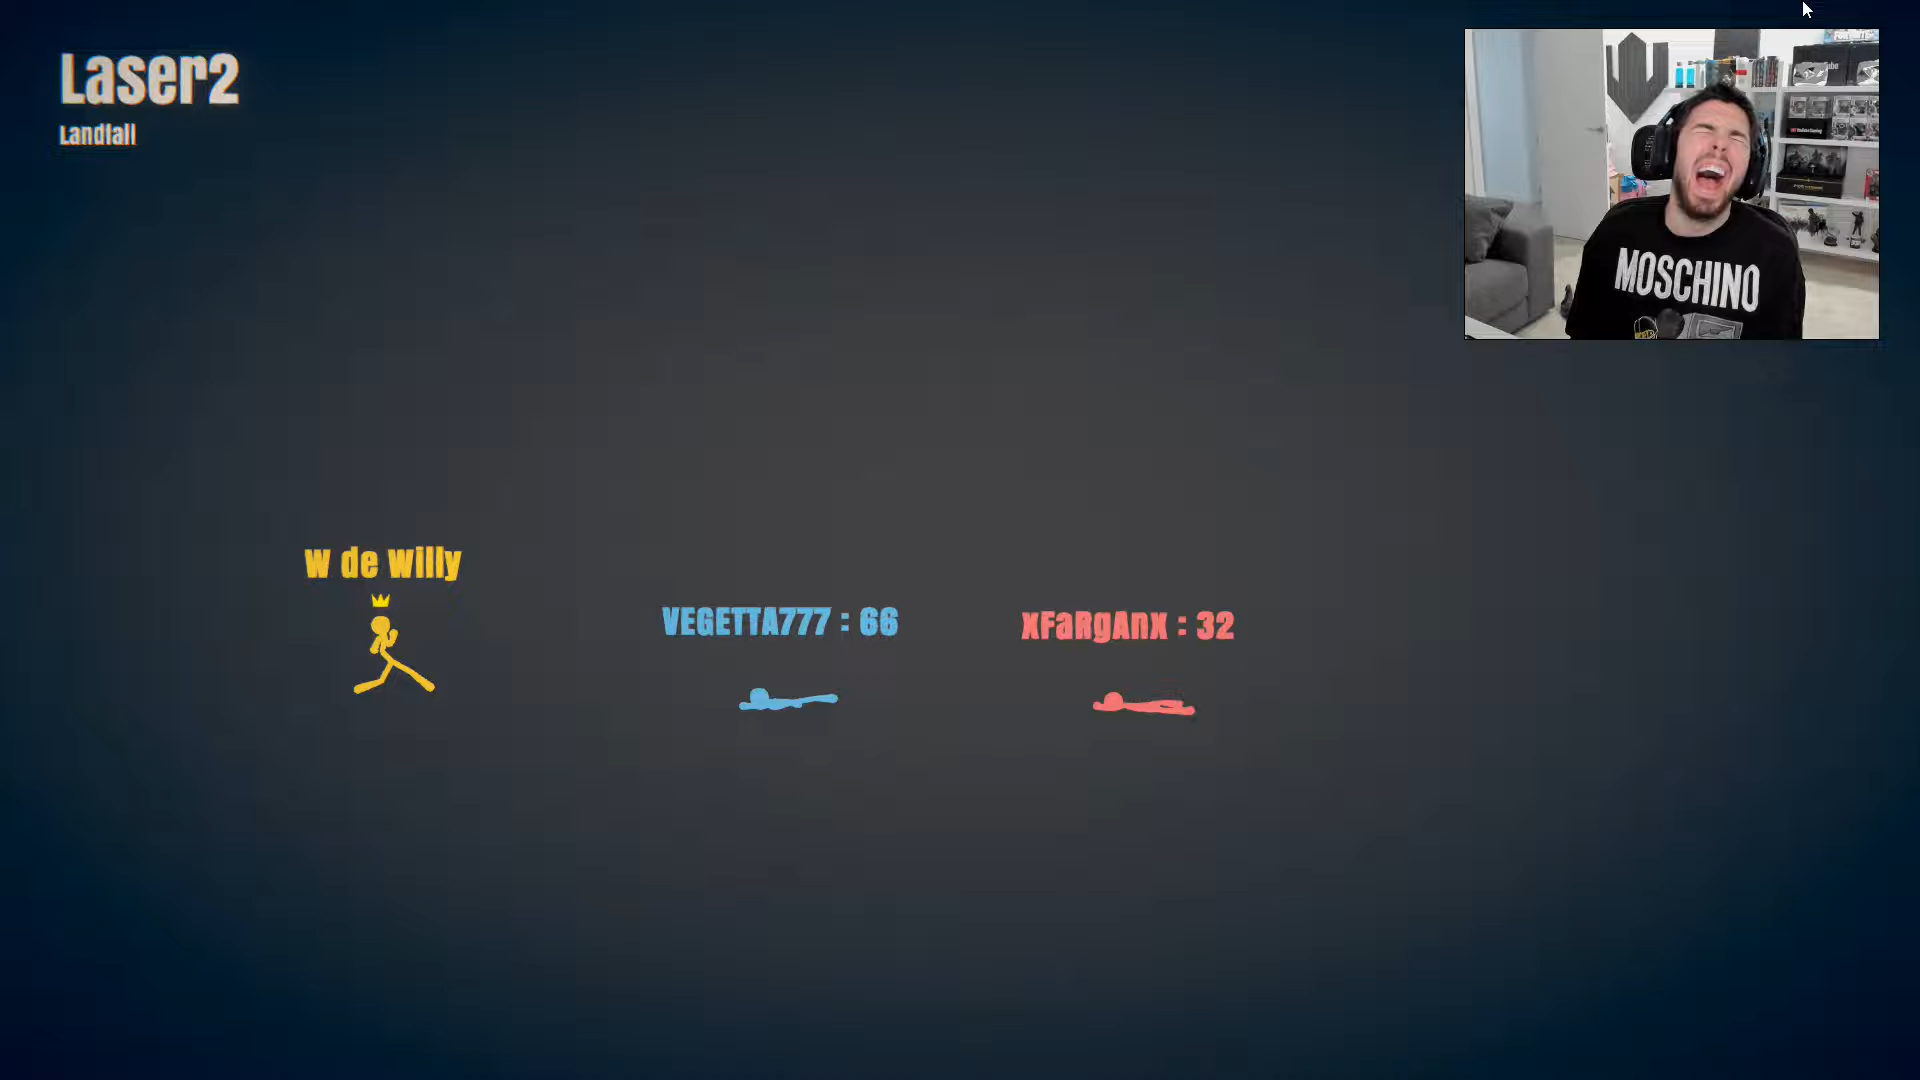 Laser2
Landfall
W de Willy
VEGETTA777 : 66
xFaRgAnx : 32
MOSCHINO